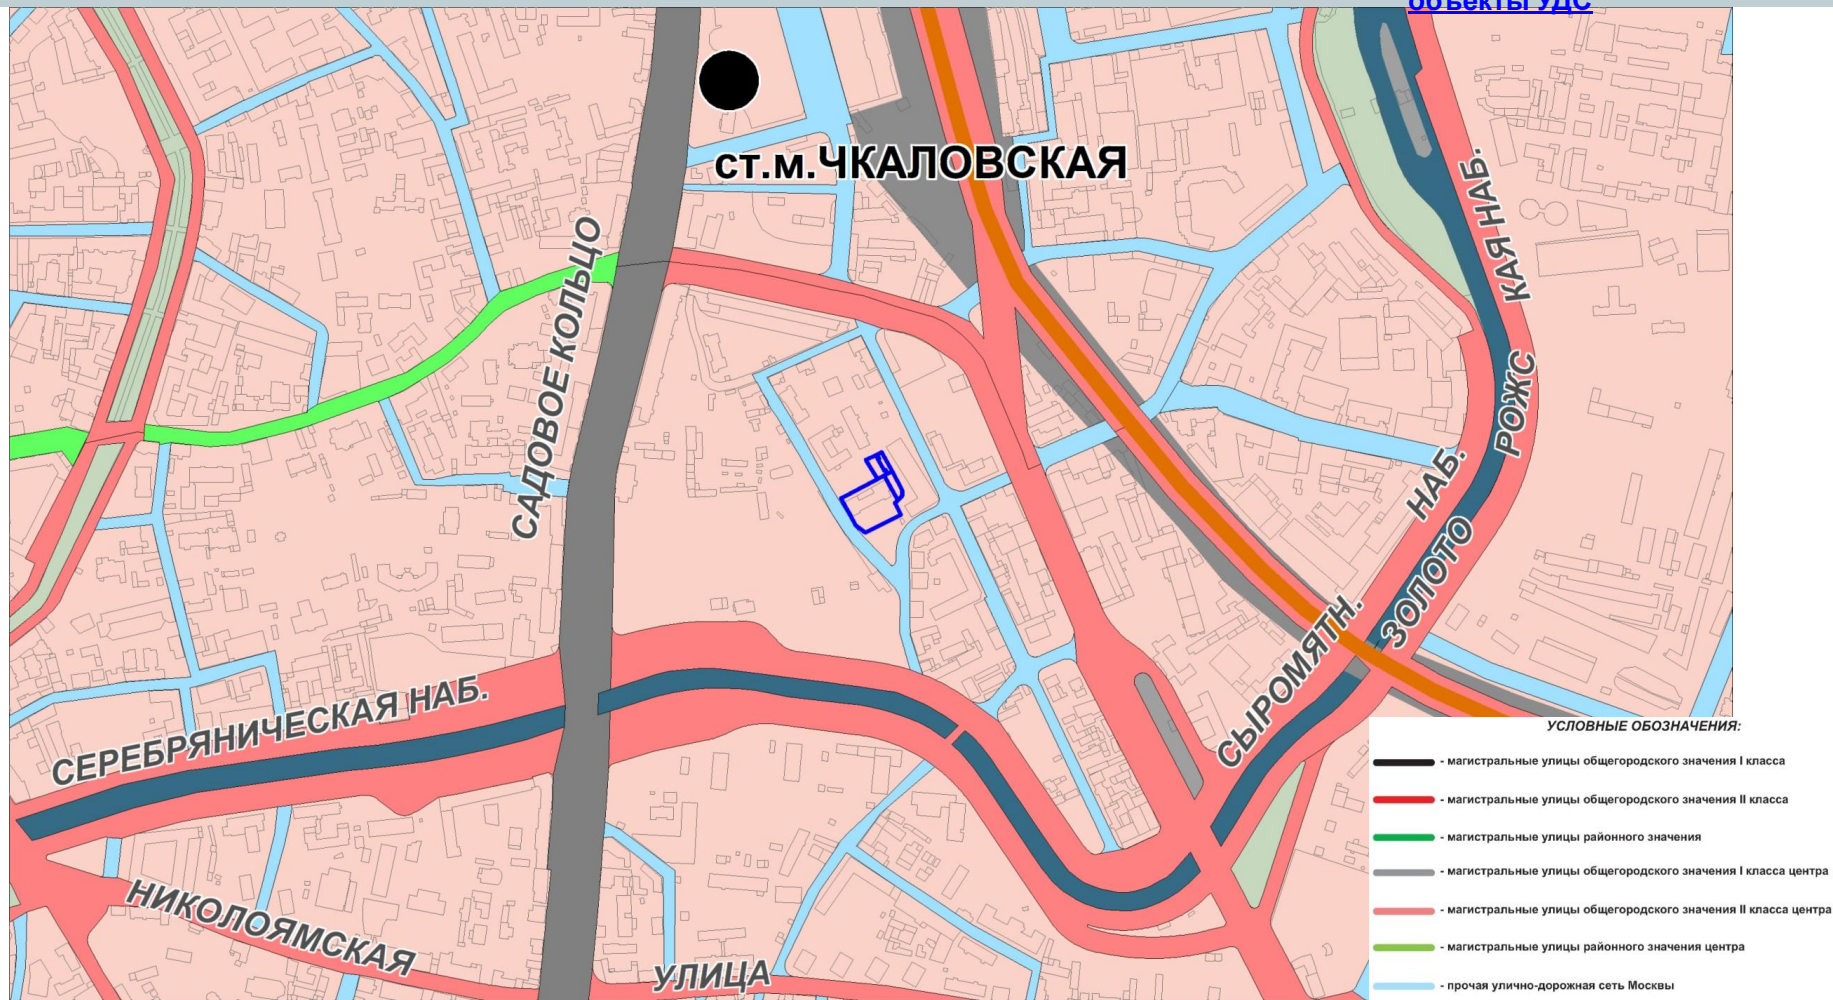 объекты УДС
ст.м.ЧКАЛОВСКАЯ
САДОВОЕ КОЛЬЦО
ЗОЛОТО РОЖС КАЯ НАБ.
СЫРОМЯТН. НАБ.
СЕРЕБРЯНИЧЕСКАЯ НАБ.
НИКОЛОЯМСКАЯ УЛИЦА
УСЛОВНЫЕ ОБОЗНАЧЕНИЯ:
- магистральные улицы общегородского значения I класса
- магистральные улицы общегородского значения II класса
- магистральные улицы районного значения
- магистральные улицы общегородского значения I класса центра
- магистральные улицы общегородского значения II класса центра
- магистральные улицы районного значения центра
- прочая улично-дорожная сеть Москвы